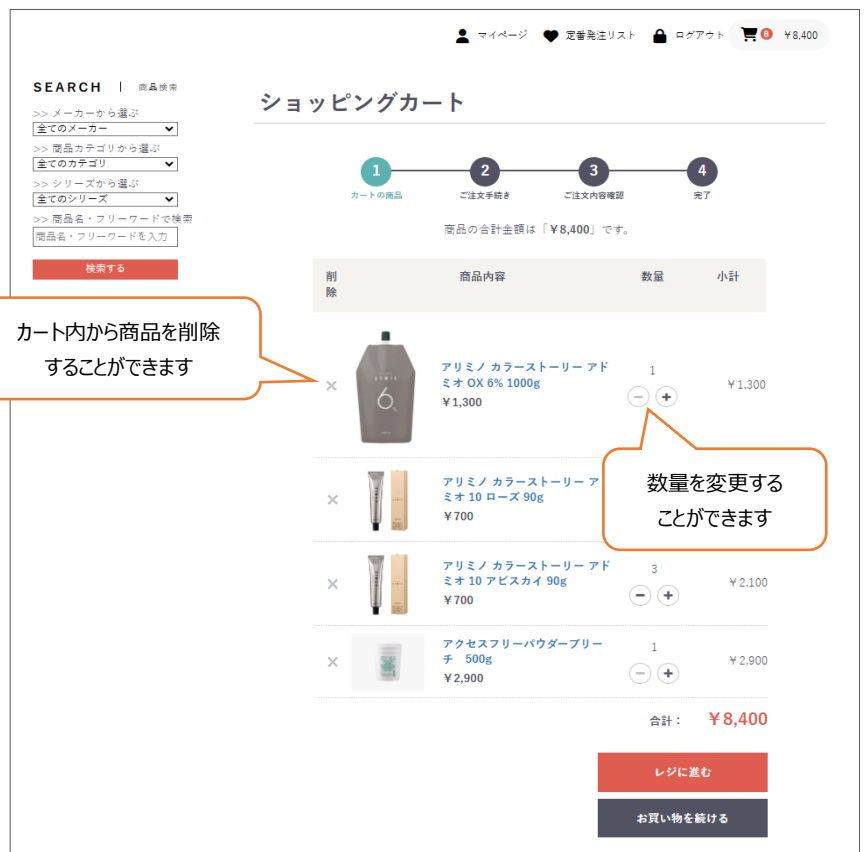 マイページ 定番発注リスト ログアウト 8 ¥8,400
SEARCH | 商品検索
>> メーカーから選ぶ
全てのメーカー
>> 商品カテゴリから選ぶ
全てのカテゴリ
>> シリーズから選ぶ
全てのシリーズ
>> 商品名・フリーワードで検索
商品名・フリーワードを入力
検索する
ショッピングカート
1 2 3 4
カートの商品 ご注文手続き ご注文内容確認 完了
商品の合計金額は「¥8,400」です。
削除 商品内容 数量 小計
カート内から商品を削除
することができます
アリミノ カラーストーリー アド
ミオ OX 6% 1000g
¥1,300
1
¥1,300
6%
数量を変更する
ことができます
アリミノ カラーストーリー ア
ミオ 10 ローズ 90g
¥700
アリミノ カラーストーリー アド
ミオ 10 アビスカイ 90g
¥700
3
¥2,100
アクセスフリーパウダーブリー
チ 500g
¥2,900
1
¥2,900
合計： ¥8,400
レジに進む
お買い物を続ける